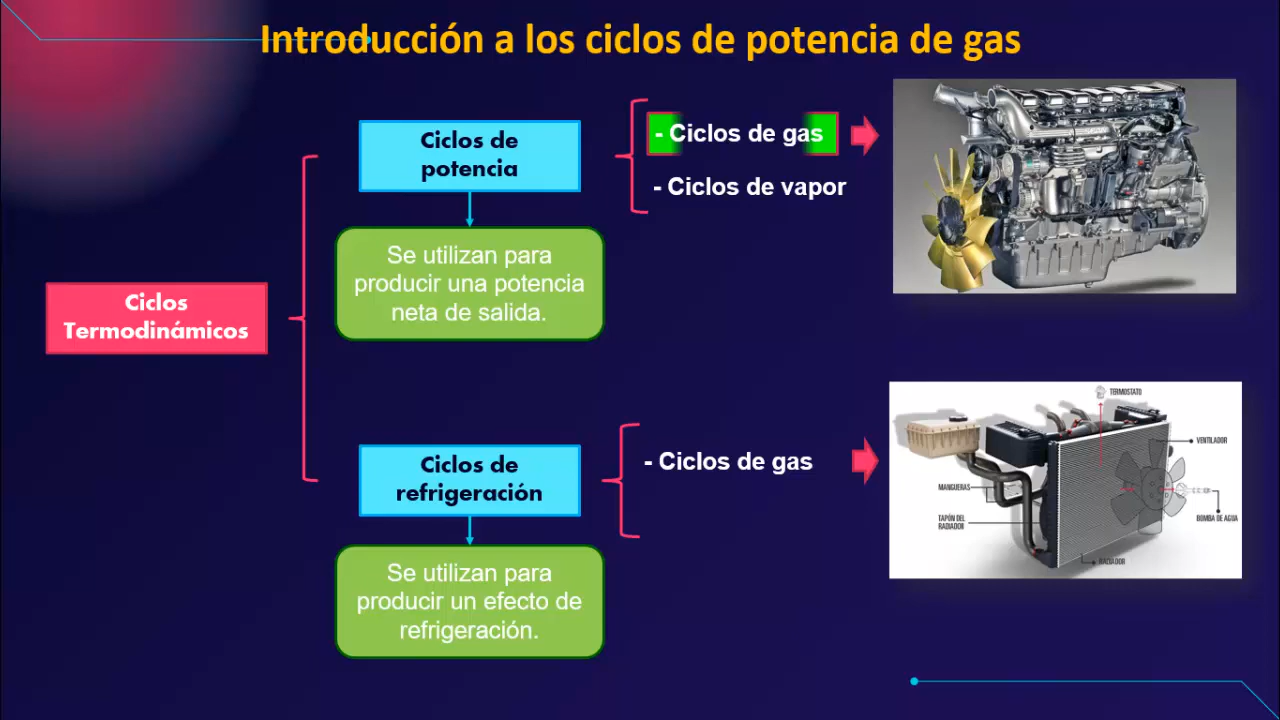 Introducción a los ciclos de potencia de gas
Ciclos de
potencia
- Ciclos de gas
- Ciclos de vapor
Se utilizan para
producir una potencia
neta de salida.
Ciclos
Termodinámicos
Ciclos de
refrigeración
- Ciclos de gas
Se utilizan para
producir un efecto de
refrigeración.
TERMOSTATO
VENTILADOR
MANGUERAS
TAPÓN DEL
RADIADOR
BOMBA DE AGUA
RADIADOR